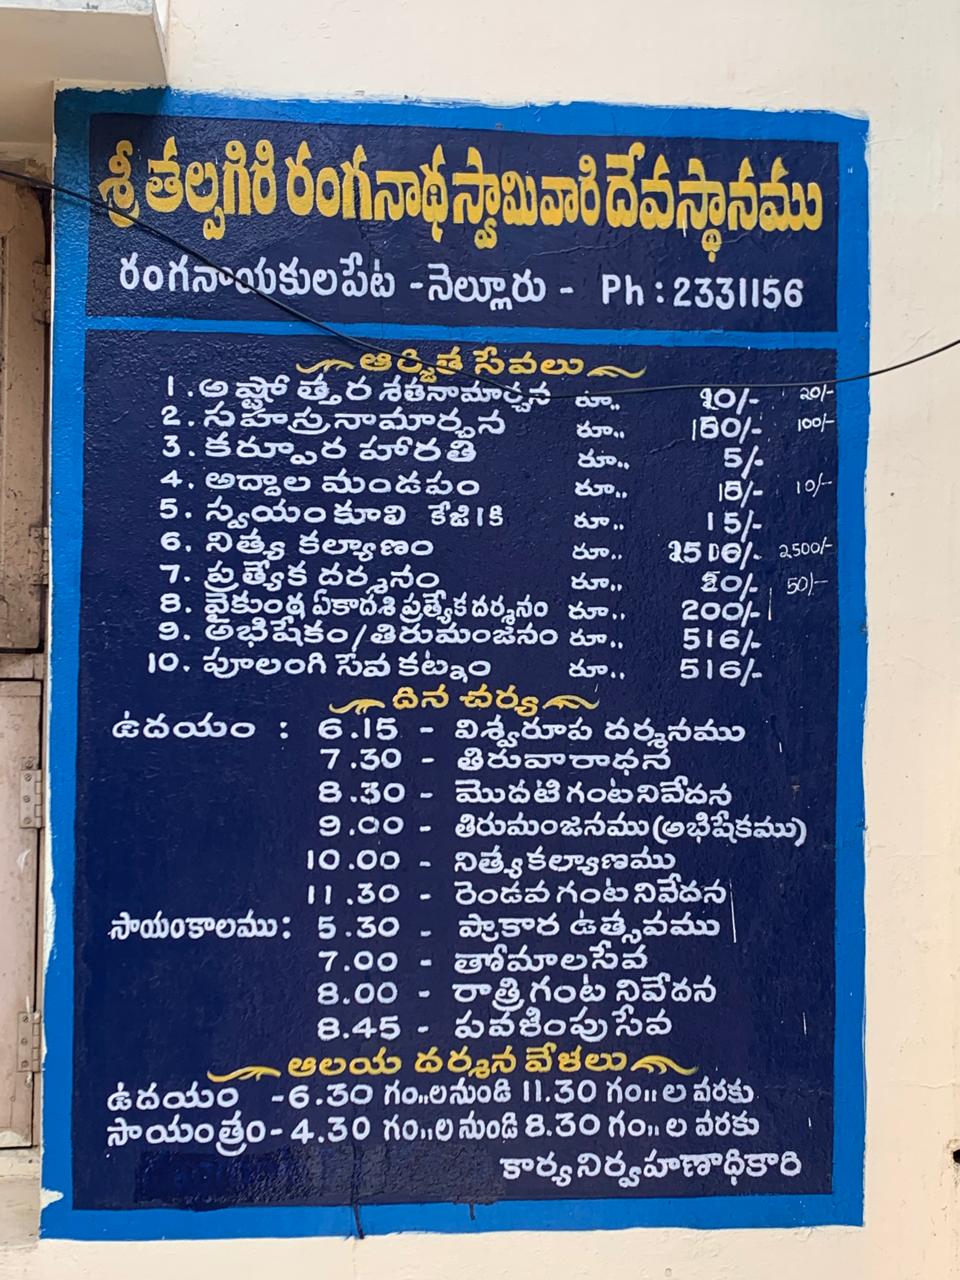 శ్రీ తల్పగిరి రంగనాథస్వామివారి దేవస్థానము
రంగనాయకులపేట - నెల్లూరు - Ph : 2331156
ఆర్జిత సేవలు
1. అష్టోత్తర శతనామార్చన రూ.. 20/- 20/-
2. సహస్రనామార్చన రూ.. 150/- 100/-
3. కర్పూర హారతి రూ.. 5/-
4. అద్దాల మండపం రూ.. 15/- 10/-
5. స్వయంకూలి కేజి 1కి రూ.. 15/-
6. నిత్య కల్యాణం రూ.. 2500/-
7. ప్రత్యేక దర్శనం రూ.. 50/-
8. వైకుంఠ ఏకాదశి ప్రత్యేక దర్శనం రూ.. 200/-
9. అభిషేకం/తిరుమంజనం రూ.. 516/-
10. పూలంగి సేవ కట్నం రూ.. 516/-
దిన చర్య
ఉదయం : 6.15 - విశ్వరూప దర్శనము
7.30 - తిరువారాధన
8.30 - మొదటి గంట నివేదన
9.00 - తిరుమంజనము (అభిషేకము)
10.00 - నిత్యకల్యాణము
11.30 - రెండవ గంట నివేదన
సాయంకాలము: 5.30 - ప్రాకార ఉత్సవము
7.00 - తోమాలసేవ
8.00 - రాత్రి గంట నివేదన
8.45 - పవళింపు సేవ
ఆలయ దర్శన వేళలు
ఉదయం - 6.30 గం..ల నుండి 11.30 గం..ల వరకు
సాయంత్రం - 4.30 గం..ల నుండి 8.30 గం..ల వరకు
కార్యనిర్వహణాధికారి